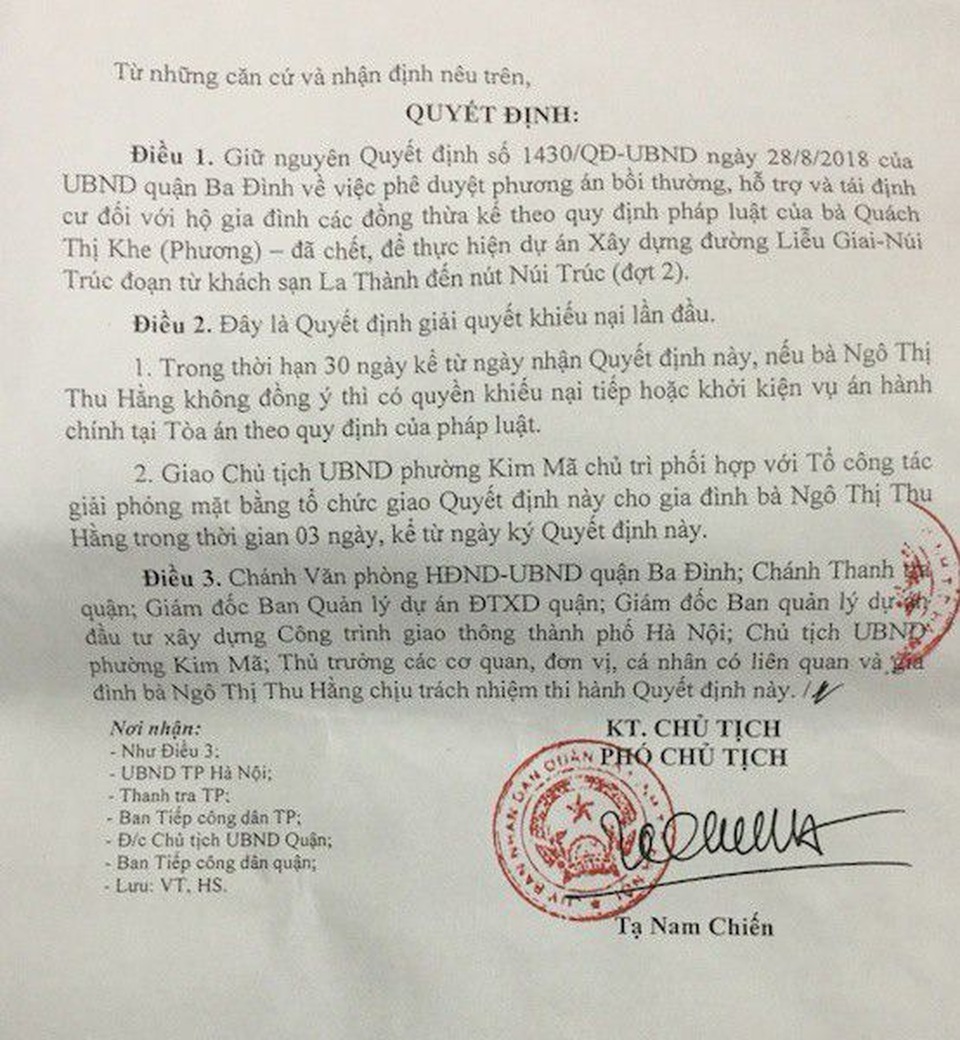 Từ những căn cứ và nhận định nêu trên,
QUYẾT ĐỊNH:
Điều 1. Giữ nguyên Quyết định số 1430/QĐ-UBND ngày 28/8/2018 của
UBND quận Ba Đình về việc phê duyệt phương án bồi thường, hỗ trợ và tái định
cư đối với hộ gia đình các đồng thừa kế theo quy định pháp luật của bà Quách
Thị Khe (Phương) – đã chết, để thực hiện dự án Xây dựng đường Liễu Giai-Núi
Trúc đoạn từ khách sạn La Thành đến nút Núi Trúc (đợt 2).
Điều 2. Đây là Quyết định giải quyết khiếu nại lần đầu.
1. Trong thời hạn 30 ngày kể từ ngày nhận Quyết định này, nếu bà Ngô Thị
Thu Hằng không đồng ý thì có quyền khiếu nại tiếp hoặc khởi kiện vụ án hành
chính tại Tòa án theo quy định của pháp luật.
2. Giao Chủ tịch UBND phường Kim Mã chủ trì phối hợp với Tổ công tác
giải phóng mặt bằng tổ chức giao Quyết định này cho gia đình bà Ngô Thị Thu
Hằng trong thời gian 03 ngày, kể từ ngày ký Quyết định này.
Điều 3. Chánh Văn phòng HĐND-UBND quận Ba Đình; Chánh Thanh tra
quận; Giám đốc Ban Quản lý dự án ĐTXD quận; Giám đốc Ban quản lý dự án
đầu tư xây dựng Công trình giao thông thành phố Hà Nội; Chủ tịch UBND
phường Kim Mã; Thủ trưởng các cơ quan, đơn vị, cá nhân có liên quan và gia
đình bà Ngô Thị Thu Hằng chịu trách nhiệm thi hành Quyết định này. /
Nơi nhận:
- Như Điều 3;
- UBND TP Hà Nội;
- Thanh tra TP;
- Ban Tiếp công dân TP;
- Đ/c Chủ tịch UBND Quận;
- Ban Tiếp công dân quận;
- Lưu: VT, HS.
KT. CHỦ TỊCH
PHÓ CHỦ TỊCH
ỦY BAN NHÂN DÂN QUẬN
Tạ Nam Chiến